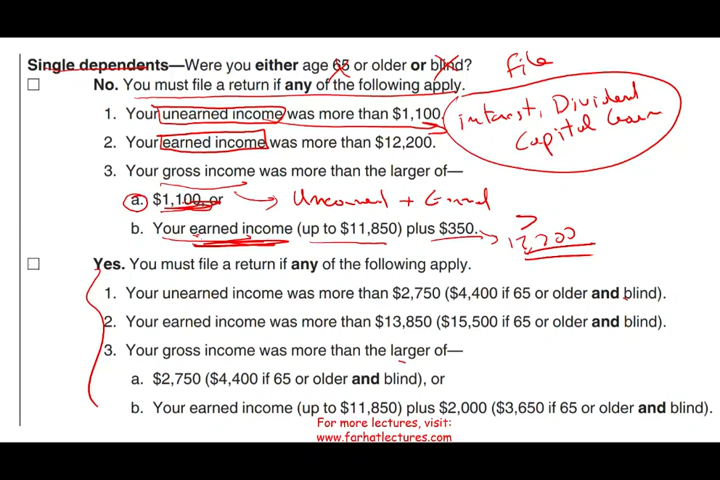 Single dependents—Were you either age 65 or older or blind?
file
No. You must file a return if any of the following apply.
1. Your unearned income was more than $1,100.
interest, Dividend
Capital Gain
2. Your earned income was more than $12,200.
3. Your gross income was more than the larger of—
a. $1,100, or
Unearned + Earned
b. Your earned income (up to $11,850) plus $350.
>
12,200
Yes. You must file a return if any of the following apply.
1. Your unearned income was more than $2,750 ($4,400 if 65 or older and blind).
2. Your earned income was more than $13,850 ($15,500 if 65 or older and blind).
3. Your gross income was more than the larger of—
a. $2,750 ($4,400 if 65 or older and blind), or
b. Your earned income (up to $11,850) plus $2,000 ($3,650 if 65 or older and blind).
For more lectures, visit:
www.farhatlectures.com